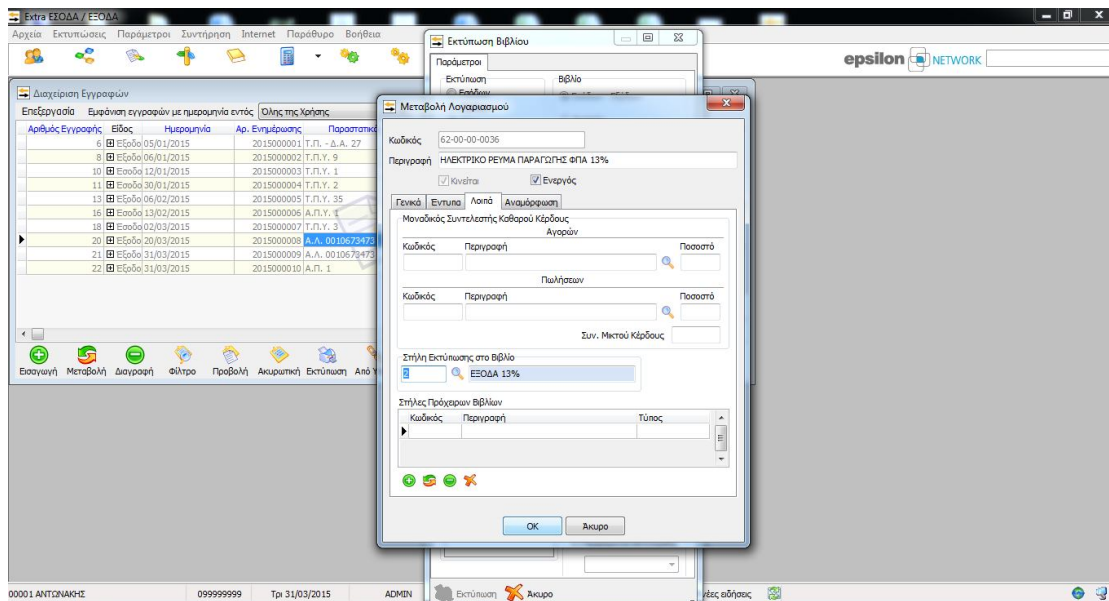 Extra ΕΣΟΔΑ / ΕΞΟΔΑ
Αρχεία Εκτυπώσεις Παράμετροι Συντήρηση Internet Παράθυρο Βοήθεια
epsilon NETWORK
Διαχείριση Εγγραφών
Επεξεργασία Εμφάνιση εγγραφών με ημερομηνία εντός Όλης της Χρήσης
Αριθμός Εγγραφής Είδος Ημερομηνία Αρ. Ενημέρωσης
6 Έξοδο 05/01/2015 2015000001 Τ.Π. - Δ.Α. 27
8 Έξοδο 06/01/2015 2015000002 Τ.Π.Υ. 9
10 Έσοδο 12/01/2015 2015000003 Τ.Π.Υ. 1
11 Έσοδο 30/01/2015 2015000004 Τ.Π.Υ. 2
13 Έξοδο 06/02/2015 2015000005 Τ.Π.Υ. 35
16 Έσοδο 13/02/2015 2015000006 Α.Π.Υ. 1
18 Έσοδο 02/03/2015 2015000007 Τ.Π.Υ. 3
20 Έξοδο 20/03/2015 2015000008 Α.Λ. 0010673473
21 Έξοδο 31/03/2015 2015000009 Α.Λ. 0010673473
22 Έξοδο 31/03/2015 2015000010 Α.Π. 1
Εισαγωγή Μεταβολή Διαγραφή Φίλτρο Προβολή Ακυρωτική Εκτύπωση Από
Εκτύπωση Βιβλίου
Παράμετροι
Εκτύπωση Βιβλίο
Μεταβολή Λογαριασμού
Κωδικός 62-00-00-0036
Περιγραφή ΗΛΕΚΤΡΙΚΟ ΡΕΥΜΑ ΠΑΡΑΓΩΓΗΣ ΦΠΑ 13%
Κινείται Ενεργός
Γενικά Έντυπα Λοιπά Αναμόρφωση
Μοναδικός Συντελεστής Καθαρού Κέρδους
Αγορών
Κωδικός Περιγραφή Ποσοστό
Πωλήσεων
Κωδικός Περιγραφή Ποσοστό
Συν. Μικτού Κέρδους
Στήλη Εκτύπωσης στο Βιβλίο
2 ΕΞΟΔΑ 13%
Στήλες Πρόχειρων Βιβλίων
Κωδικός Περιγραφή Τύπος
OK Άκυρο
Εκτύπωση Άκυρο
00001 ΑΝΤΩΝΑΚΗΣ 099999999 Τρι 31/03/2015 ADMIN νέες ειδήσεις